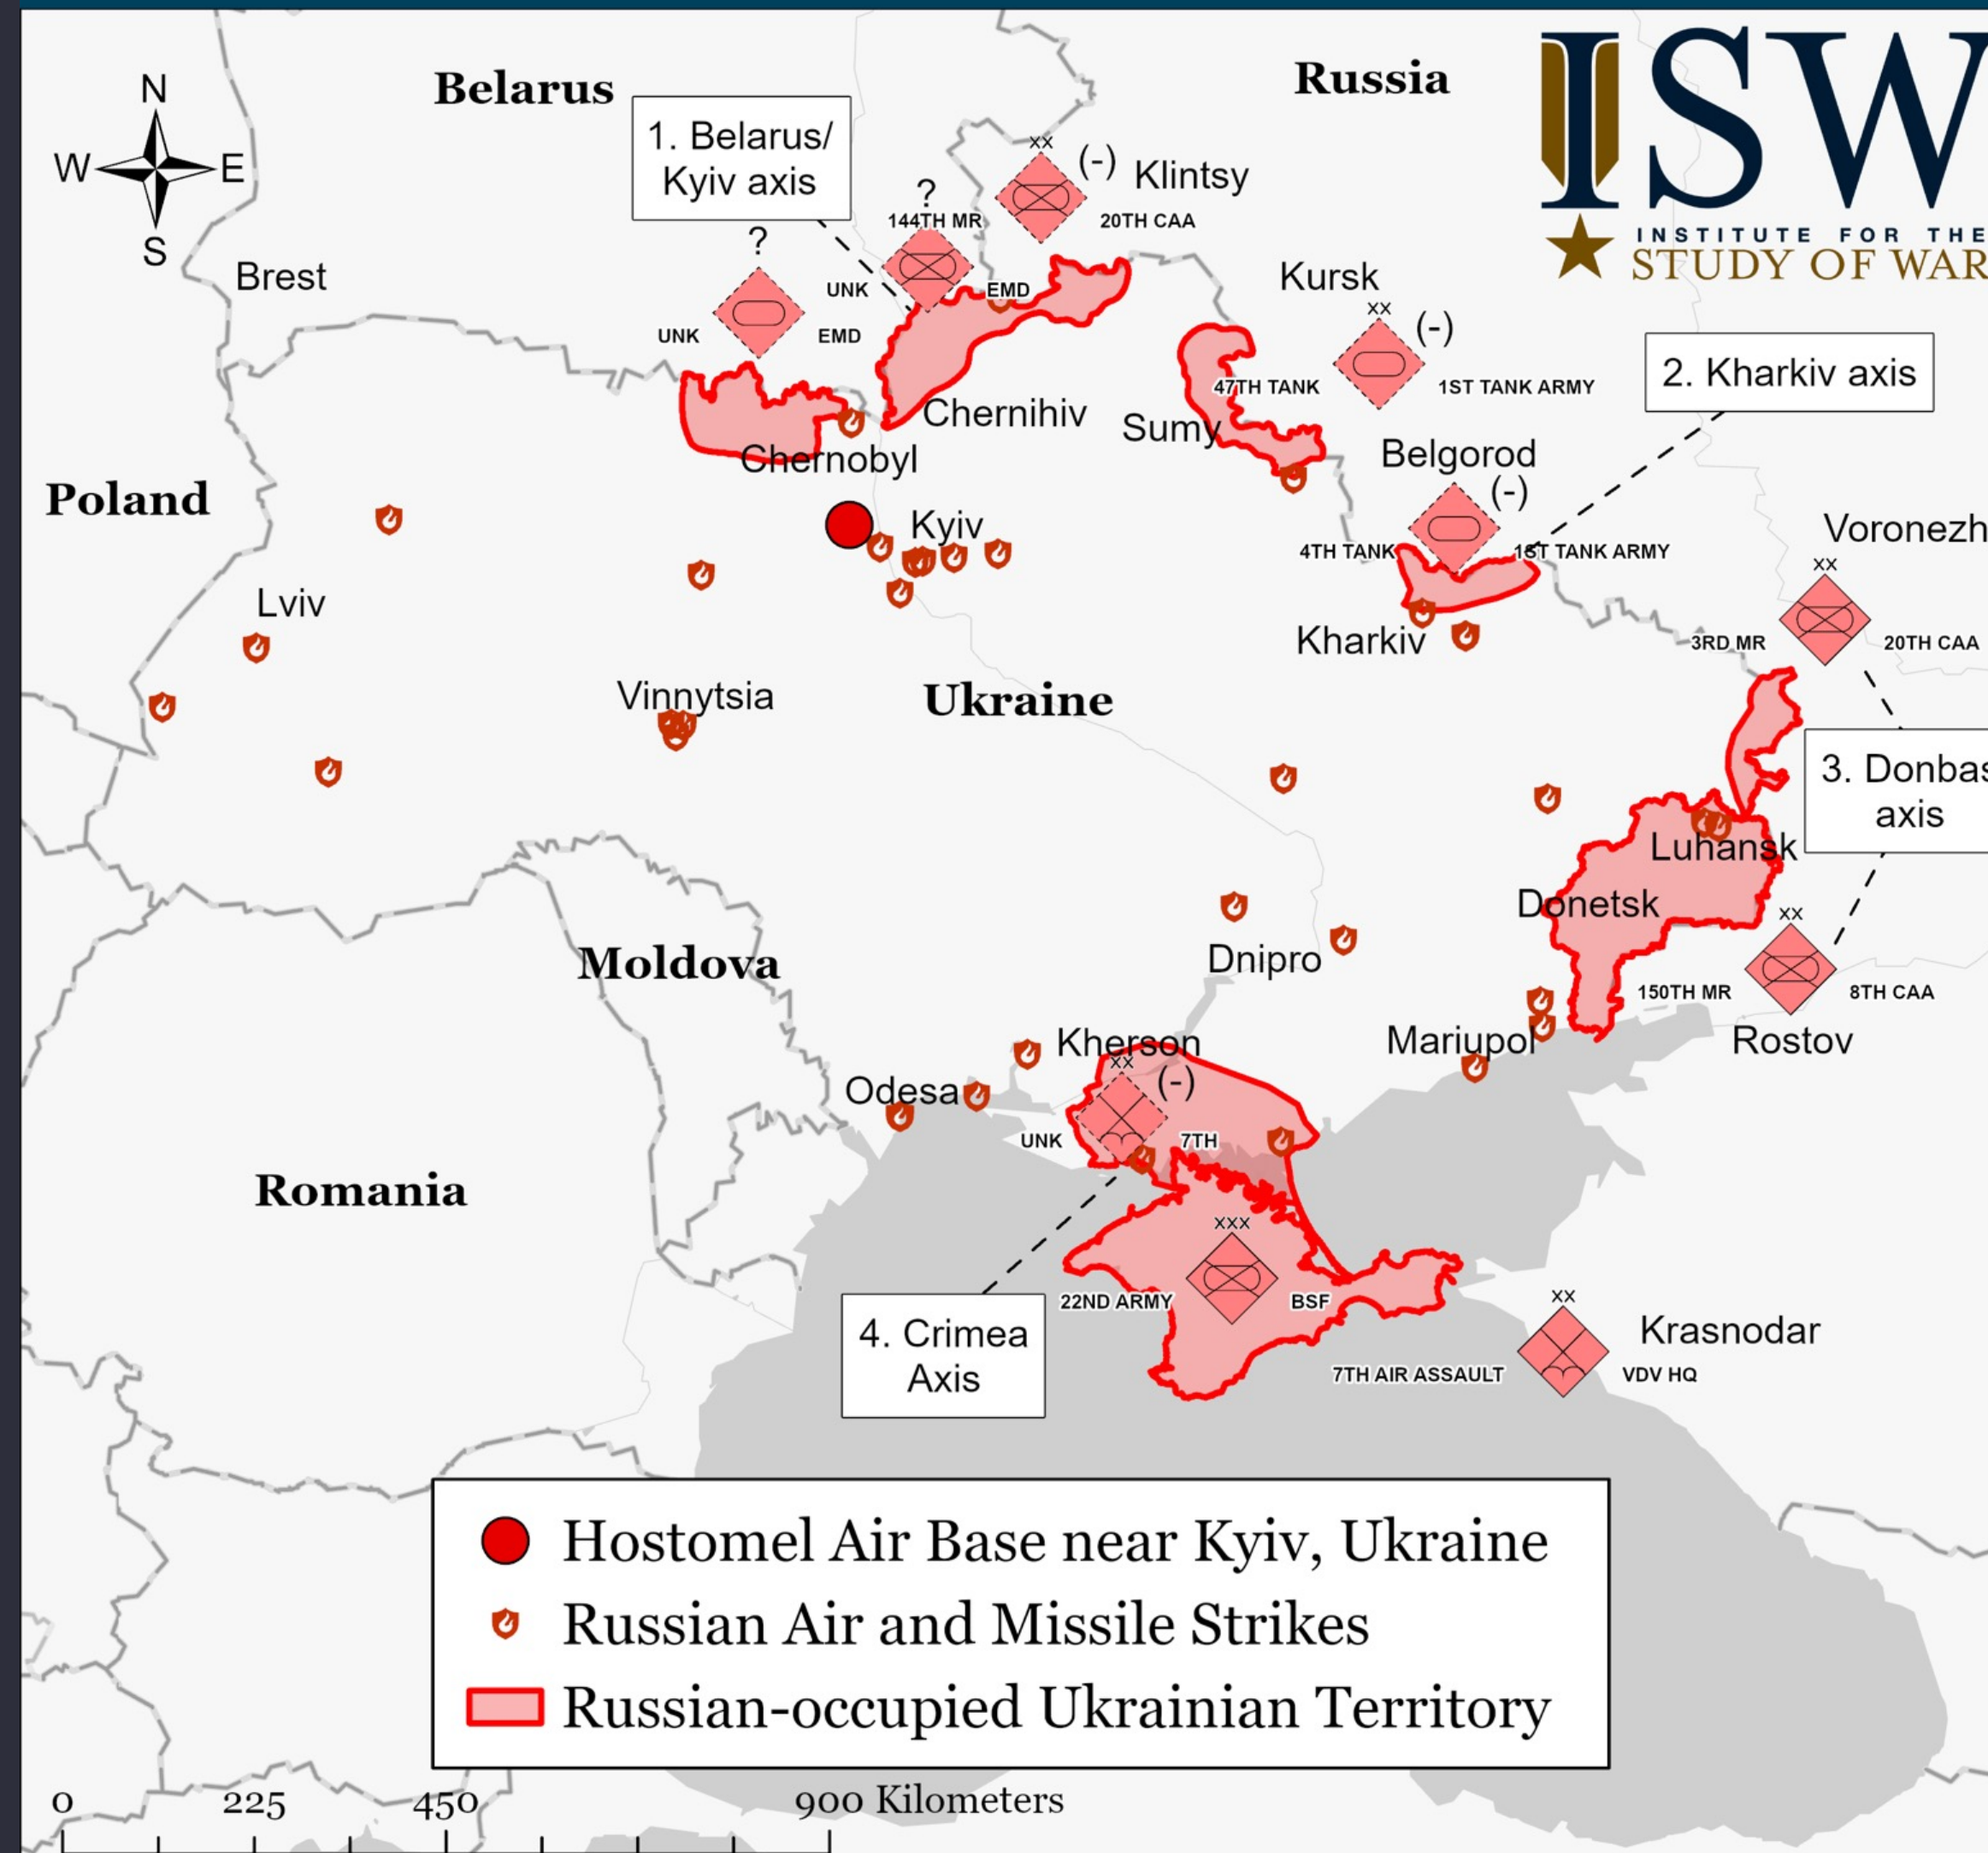 Belarus
Russia
ISW
INSTITUTE FOR THE
STUDY OF WAR
N
W E
S
1. Belarus/
Kyiv axis
xx
(-)
Klintsy
20TH CAA
?
144TH MR
UNK
EMD
?
UNK
EMD
Brest
Kursk
xx
(-)
47TH TANK
1ST TANK ARMY
2. Kharkiv axis
Chernihiv
Sumy
Belgorod
(-)
4TH TANK
1ST TANK ARMY
Chernobyl
Poland
Kyiv
Voronezh
xx
3RD MR
20TH CAA
Lviv
Kharkiv
Vinnytsia
Ukraine
3. Donbas
axis
Luhansk
Donetsk
xx
150TH MR
8TH CAA
Rostov
Moldova
Dnipro
Mariupol
Kherson
xx
(-)
UNK
7TH
Odesa
Romania
xxx
22ND ARMY
BSF
4. Crimea
Axis
xx
Krasnodar
7TH AIR ASSAULT
VDV HQ
Hostomel Air Base near Kyiv, Ukraine
Russian Air and Missile Strikes
Russian-occupied Ukrainian Territory
0 225 450 900 Kilometers